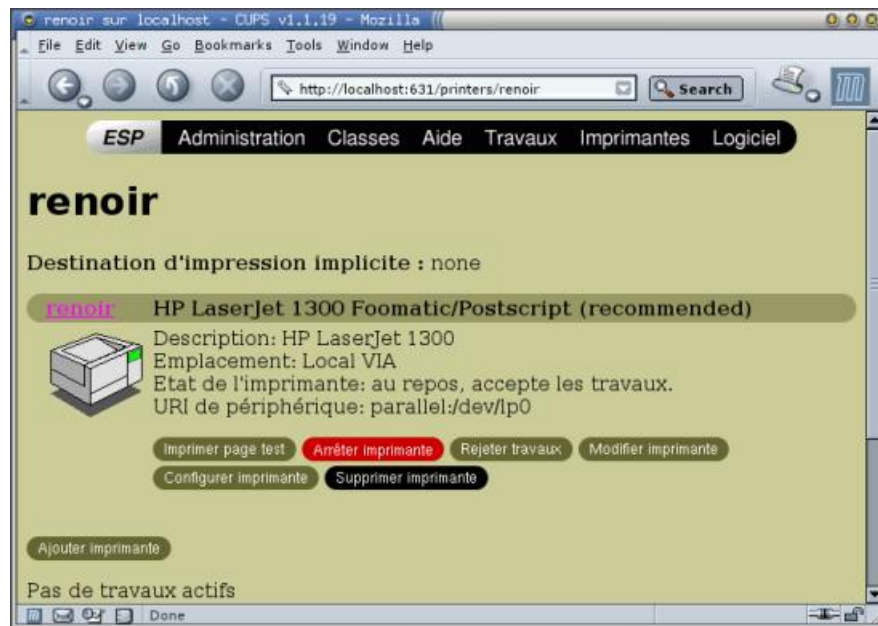 renoir sur localhost - CUPS v1.1.19 - Mozilla
File Edit View Go Bookmarks Tools Window Help
http://localhost:631/printers/renoir Search
ESP Administration Classes Aide Travaux Imprimantes Logiciel
renoir
Destination d'impression implicite : none
renoir HP LaserJet 1300 Foomatic/Postscript (recommended)
Description: HP LaserJet 1300
Emplacement: Local VIA
Etat de l'imprimante: au repos, accepte les travaux.
URI de périphérique: parallel:/dev/lp0
Imprimer page test Arrêter imprimante Rejeter travaux Modifier imprimante
Configurer imprimante Supprimer imprimante
Ajouter imprimante
Pas de travaux actifs
Done